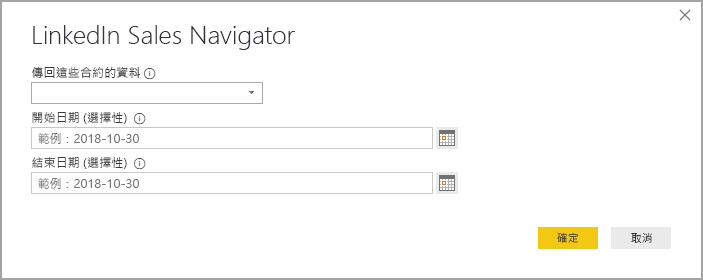 LinkedIn Sales Navigator
傳回這些合約的資料
開始日期 (選擇性)
範例：2018-10-30
結束日期 (選擇性)
範例：2018-10-30
確定 取消